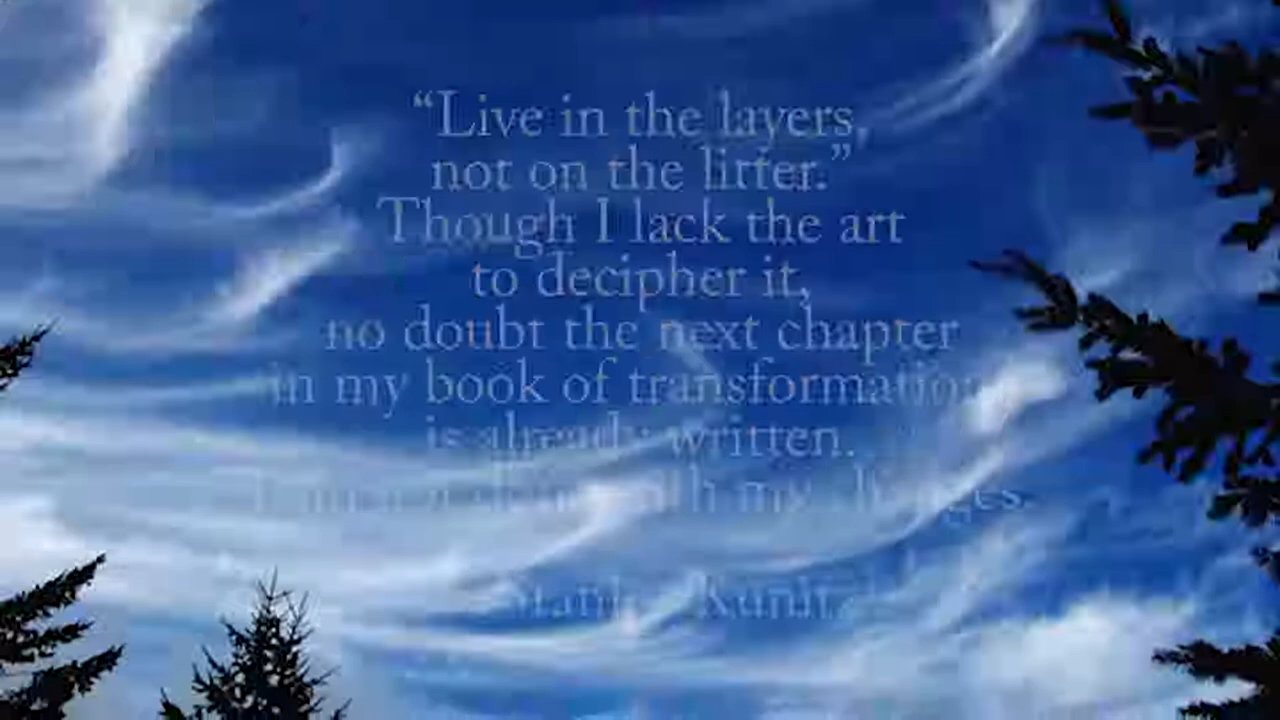 “Live in the layers,
not on the litter.”
Though I lack the art
to decipher it,
no doubt the next chapter
in my book of transformation
is already written.
I am not done with my changes.
Stanley Kunitz